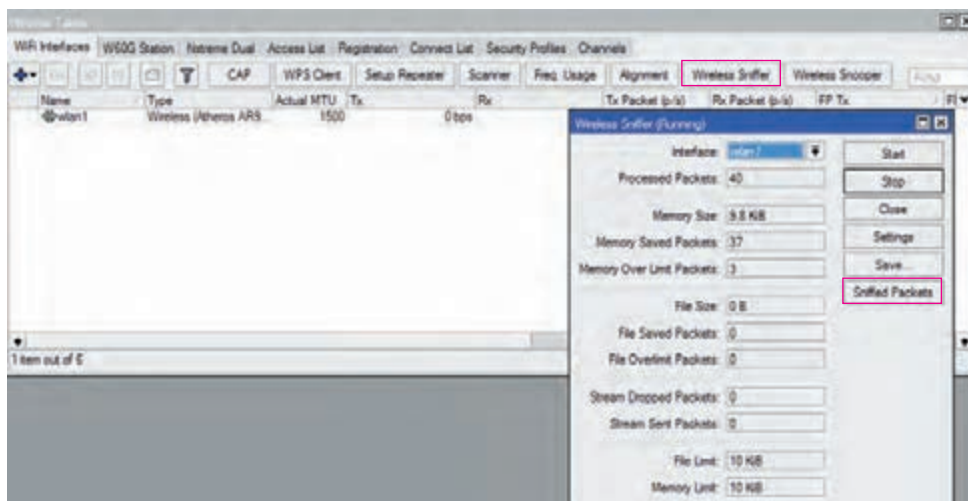 Wireless Tables
WiFi Interfaces W60G Station Nstreme Dual Access List Registration Connect List Security Profiles Channels
CAP WPS Client Setup Repeater Scanner Freq. Usage Alignment Wireless Sniffer Wireless Snooper Find
Name Type Actual MTU Tx Rx Tx Packet (p/s) Rx Packet (p/s) FP Tx
wlan1 Wireless (Atheros AR9... 1500 0 bps
1 item out of 6
Wireless Sniffer (Running)
Interface: wlan1
Start
Processed Packets: 40
Stop
Memory Size: 9.8 KiB
Close
Memory Saved Packets: 37
Settings
Memory Over Limit Packets: 3
Save...
Sniffed Packets
File Size: 0 B
File Saved Packets: 0
File Overlimit Packets: 0
Stream Dropped Packets: 0
Stream Sent Packets: 0
File Limit: 10 KiB
Memory Limit: 10 KiB